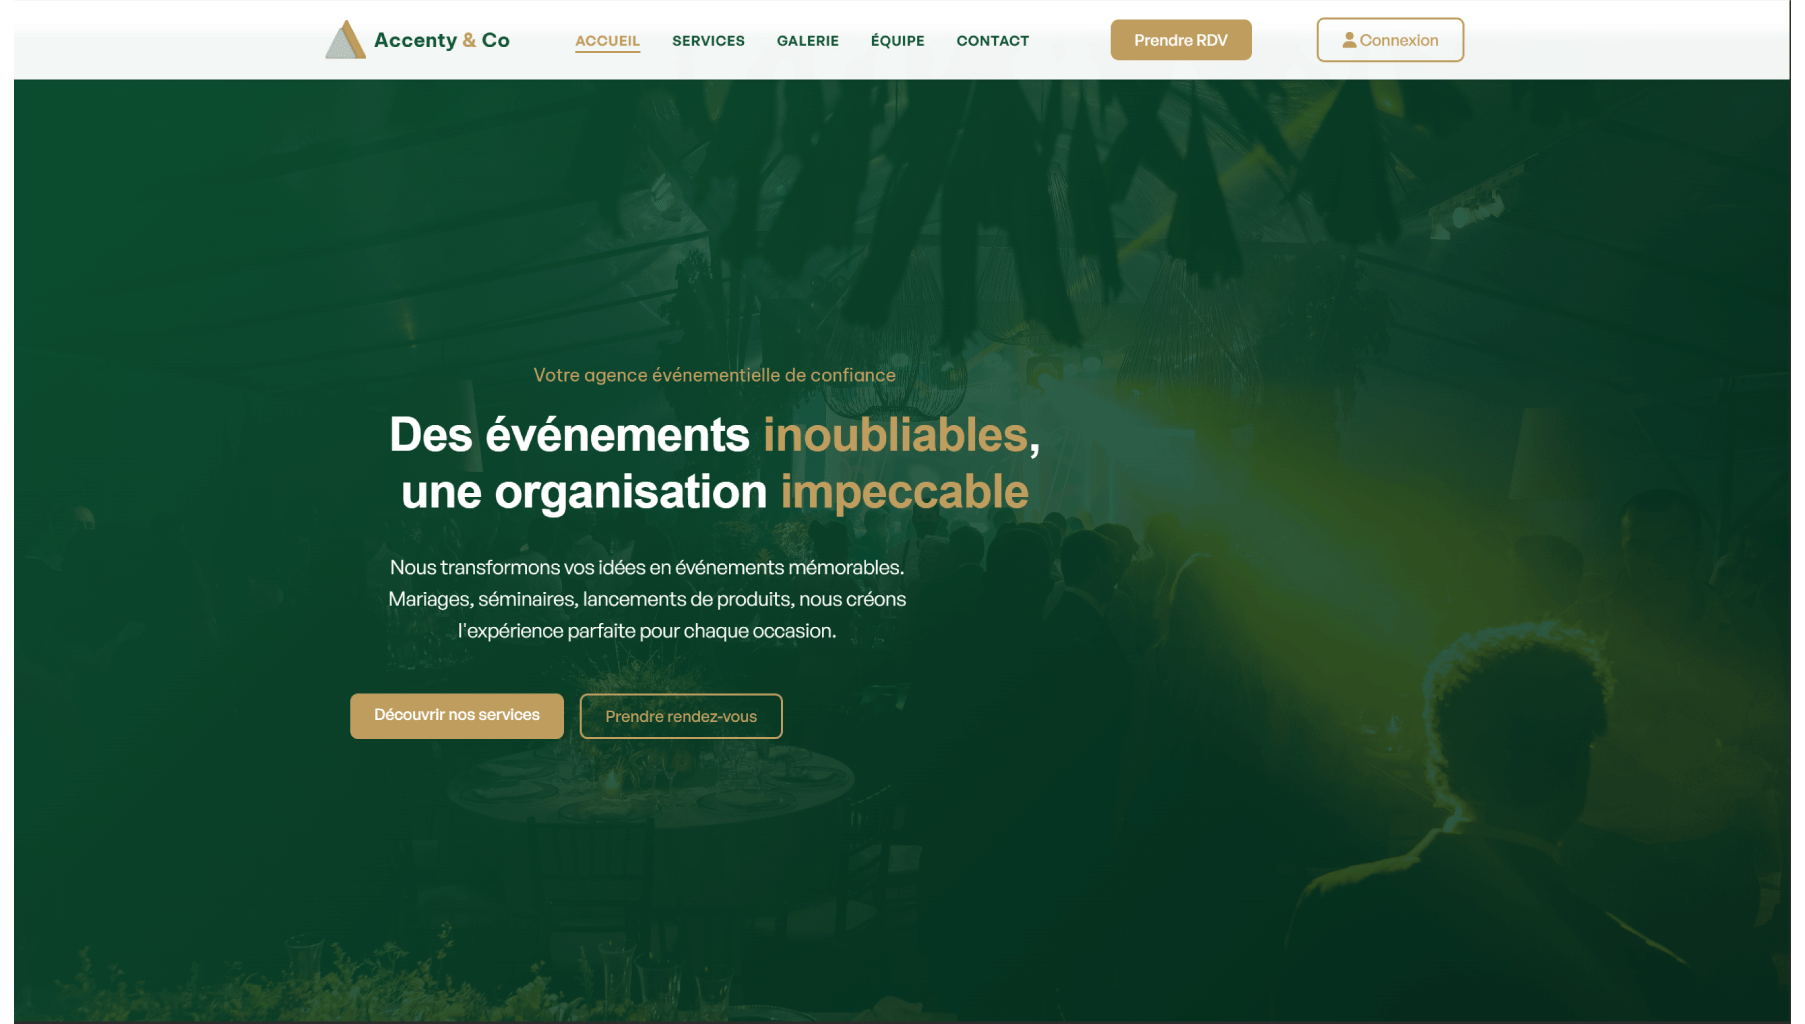 Accenty & Co
ACCUEIL
SERVICES
GALERIE
ÉQUIPE
CONTACT
Prendre RDV
Connexion
Votre agence événementielle de confiance
Des événements inoubliables,
une organisation impeccable
Nous transformons vos idées en événements mémorables.
Mariages, séminaires, lancements de produits, nous créons
l'expérience parfaite pour chaque occasion.
Découvrir nos services
Prendre rendez-vous